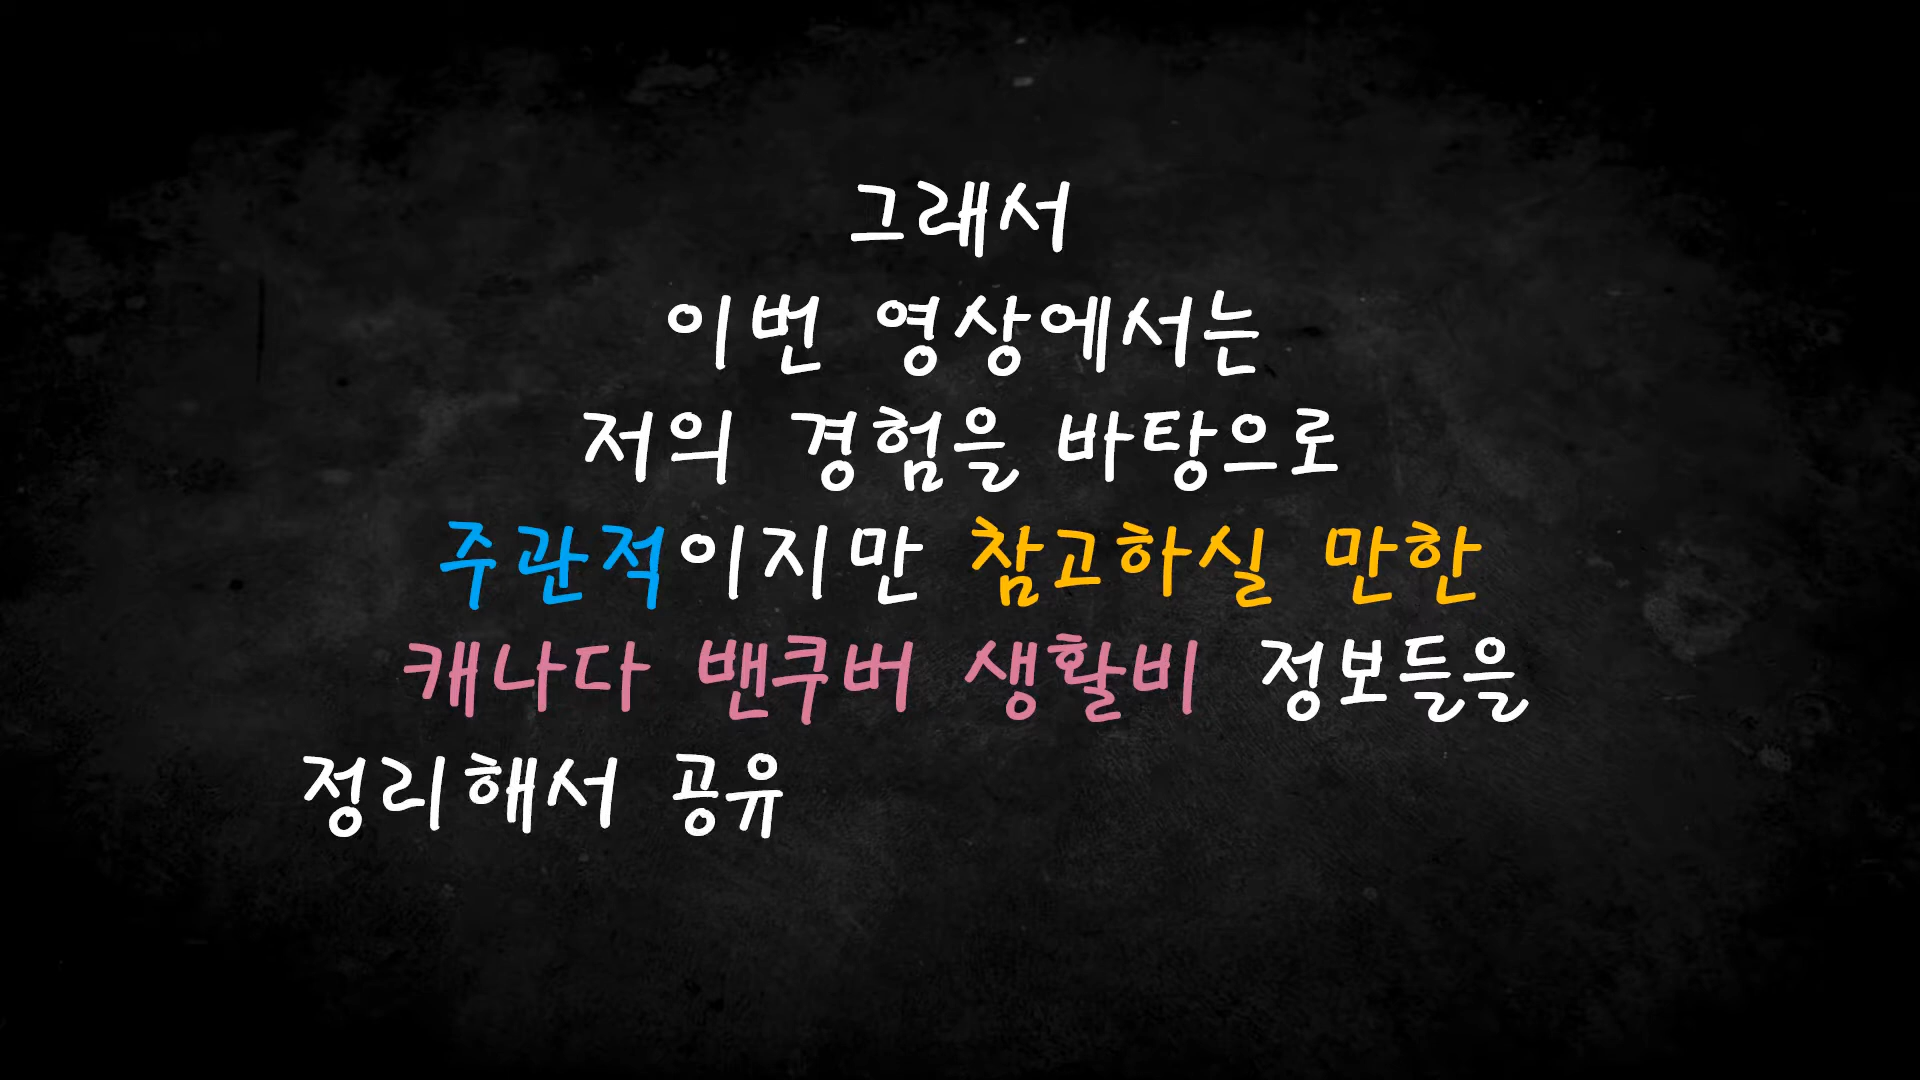 그래서
이번 영상에서는
저의 경험을 바탕으로
주관적이지만 참고하실 만한
캐나다 밴쿠버 생활비 정보들을
정리해서 공유